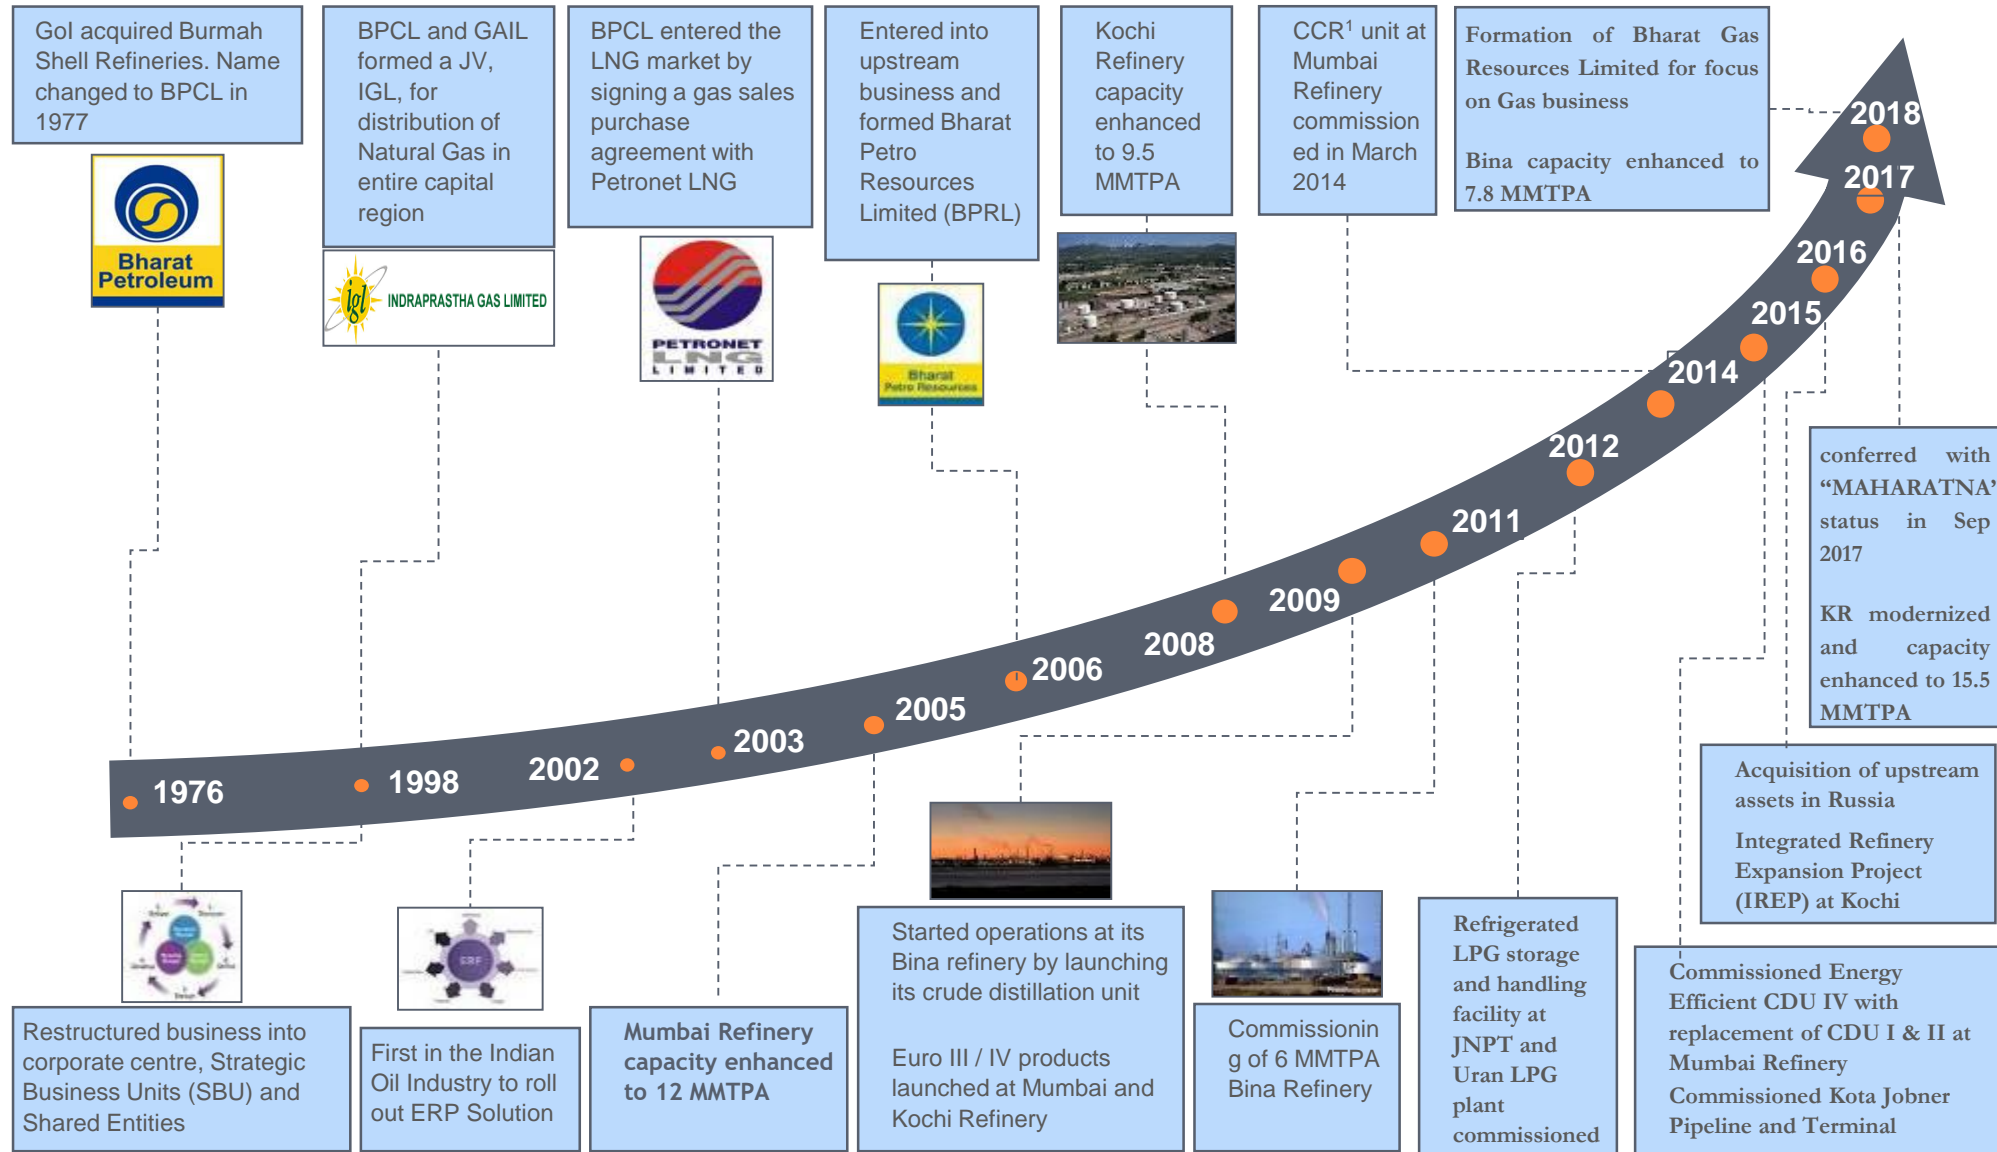 GoI acquired Burmah
Shell Refineries. Name
changed to BPCL in
1977
BPCL and GAIL
formed a JV,
IGL, for
distribution of
Natural Gas in
entire capital
region
BPCL entered the
LNG market by
signing a gas sales
purchase
agreement with
Petronet LNG
Entered into
upstream
business and
formed Bharat
Petro
Resources
Limited (BPRL)
Kochi
Refinery
capacity
enhanced
to 9.5
MMTPA
CCR¹ unit at
Mumbai
Refinery
commission
ed in March
2014
Formation of Bharat Gas
Resources Limited for focus
on Gas business
Bina capacity enhanced to
7.8 MMTPA
Bharat
Petroleum
igl
INDRAPRASTHA GAS LIMITED
PETRONET
LNG
LIMITED
Bharat
Petro Resources
2018
2017
2016
2015
2014
2012
2011
2009
2008
2006
2005
2003
2002
1998
1976
conferred with
“MAHARATNA”
status in Sep
2017
KR modernized
and capacity
enhanced to 15.5
MMTPA
Acquisition of upstream
assets in Russia
Integrated Refinery
Expansion Project
(IREP) at Kochi
ERP
Restructured business into
corporate centre, Strategic
Business Units (SBU) and
Shared Entities
First in the Indian
Oil Industry to roll
out ERP Solution
Mumbai Refinery
capacity enhanced
to 12 MMTPA
Started operations at its
Bina refinery by launching
its crude distillation unit
Euro III / IV products
launched at Mumbai and
Kochi Refinery
Commissionin
g of 6 MMTPA
Bina Refinery
Refrigerated
LPG storage
and handling
facility at
JNPT and
Uran LPG
plant
commissioned
Commissioned Energy
Efficient CDU IV with
replacement of CDU I & II at
Mumbai Refinery
Commissioned Kota Jobner
Pipeline and Terminal